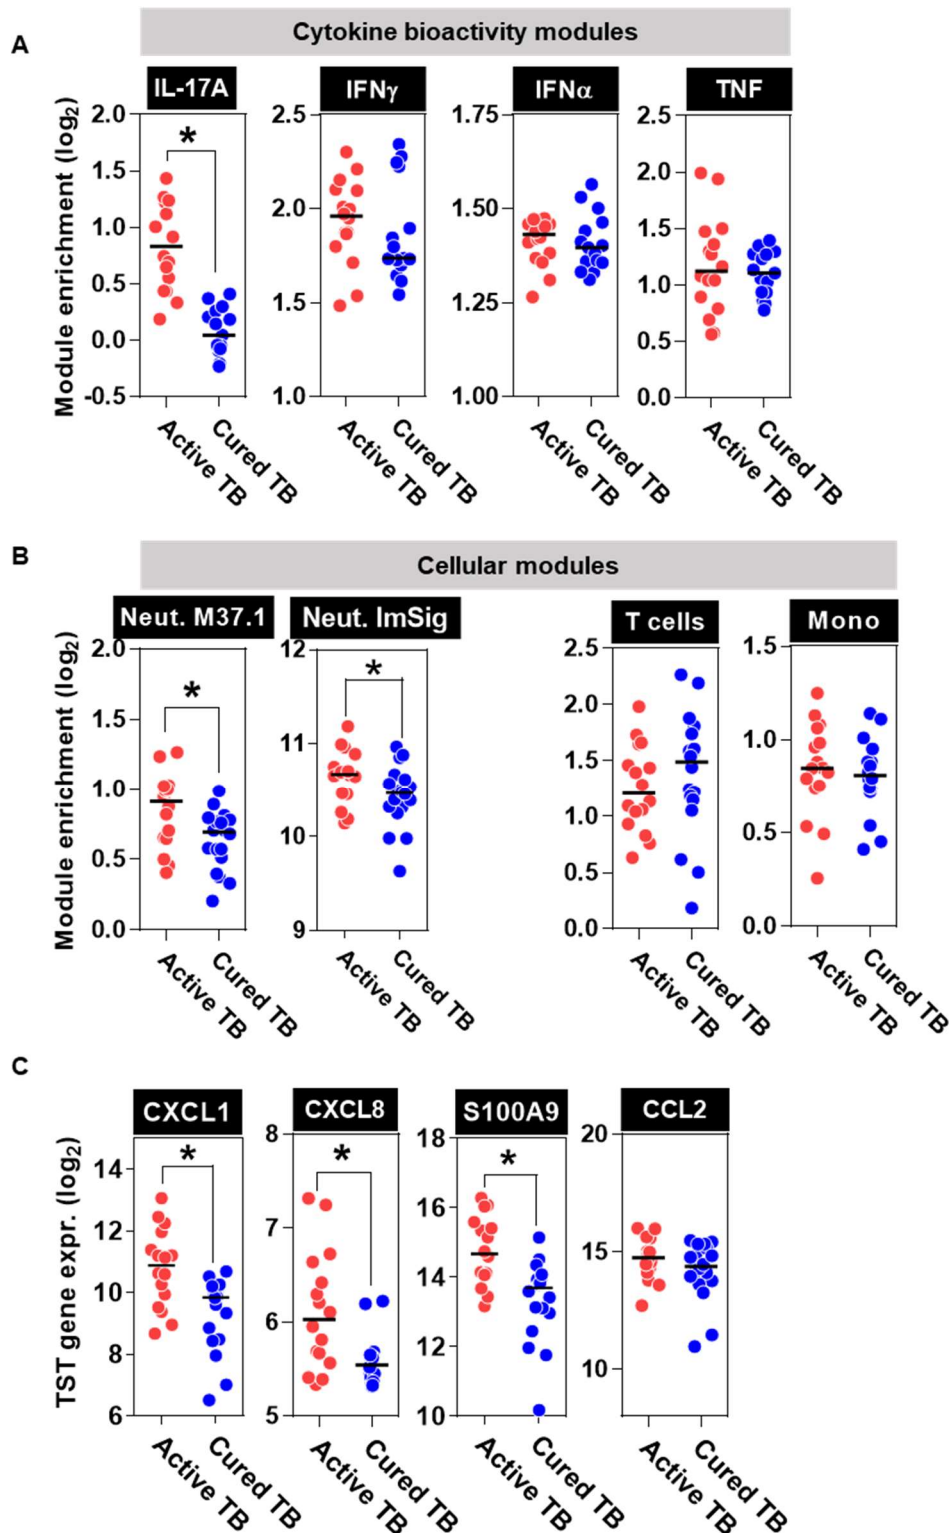 A
Cytokine bioactivity modules
IL-17A
IFNγ
IFNα
TNF
Module enrichment (log2)
2.0
1.5
1.0
0.5
0.0
-0.5
*
2.5
2.0
1.5
1.0
1.75
1.50
1.25
1.00
2.5
2.0
1.5
1.0
0.5
0.0
Active TB
Cured TB
Active TB
Cured TB
Active TB
Cured TB
Active TB
Cured TB
B
Cellular modules
Neut. M37.1
Neut. ImSig
T cells
Mono
Module enrichment (log2)
2.0
1.5
1.0
0.5
0.0
*
12
11
10
9
*
2.5
2.0
1.5
1.0
0.5
0.0
1.5
1.0
0.5
0.0
Active TB
Cured TB
Active TB
Cured TB
Active TB
Cured TB
Active TB
Cured TB
C
CXCL1
CXCL8
S100A9
CCL2
TST gene expr. (log2)
14
12
10
8
6
*
8
7
6
5
*
18
16
14
12
10
*
20
15
10
Active TB
Cured TB
Active TB
Cured TB
Active TB
Cured TB
Active TB
Cured TB